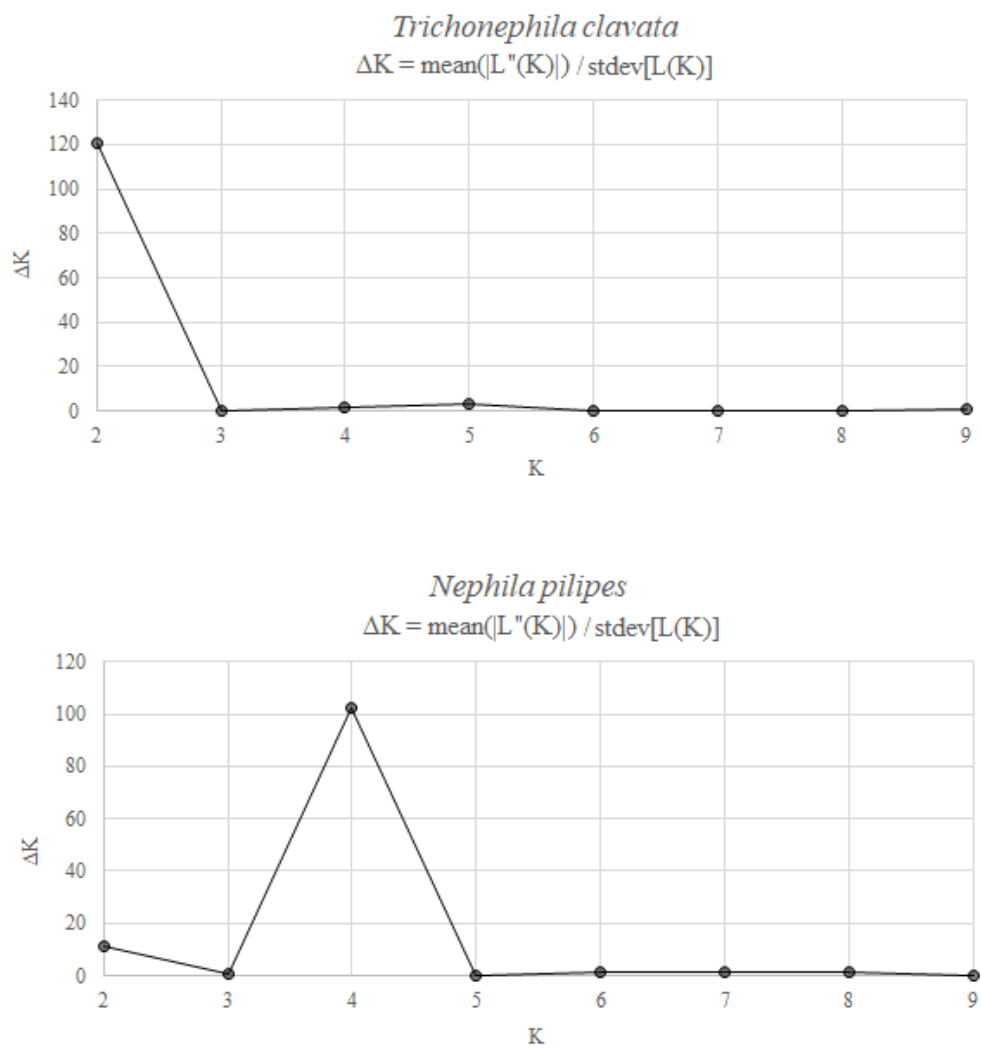 Trichonephila clavata
ΔK = mean(|L"(K)|) / stdev[L(K)]
140
120
100
80
60
40
20
0
ΔK
2 3 4 5 6 7 8 9
K
Nephila pilipes
ΔK = mean(|L"(K)|) / stdev[L(K)]
120
100
80
60
40
20
0
ΔK
2 3 4 5 6 7 8 9
K